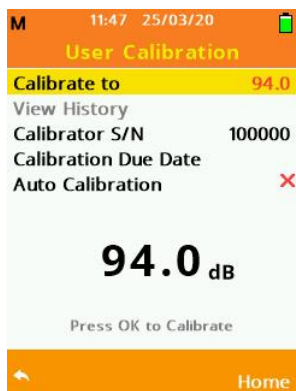 M 11:47 25/03/20
User Calibration
Calibrate to 94.0
View History
Calibrator S/N 100000
Calibration Due Date
Auto Calibration
94.0 dB
Press OK to Calibrate
Home